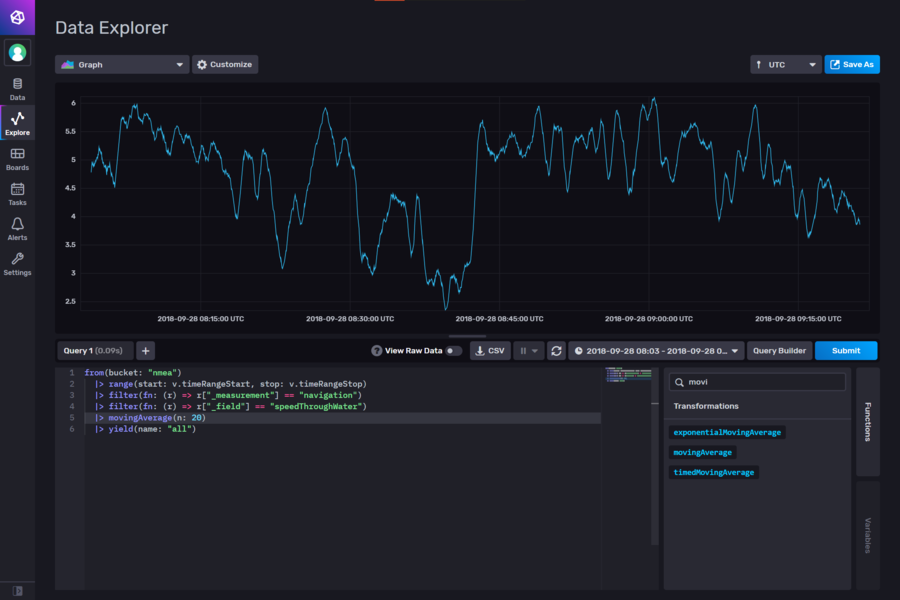 Data Explorer
Graph
Customize
UTC
Save As
Data
Explore
Boards
Tasks
Alerts
Settings
6
5.5
5
4.5
4
3.5
3
2.5
2018-09-28 08:15:00 UTC
2018-09-28 08:30:00 UTC
2018-09-28 08:45:00 UTC
2018-09-28 09:00:00 UTC
2018-09-28 09:15:00 UTC
Query 1 (0.09s)
+
? View Raw Data
CSV
2018-09-28 08:03 - 2018-09-28 0...
Query Builder
Submit
1 from(bucket: "nmea")
2 |> range(start: v.timeRangeStart, stop: v.timeRangeStop)
3 |> filter(fn: (r) => r["_measurement"] == "navigation")
4 |> filter(fn: (r) => r["_field"] == "speedThroughWater")
5 |> movingAverage(n: 20)
6 |> yield(name: "all")
movi
Transformations
exponentialMovingAverage
movingAverage
timedMovingAverage
Functions
Variables